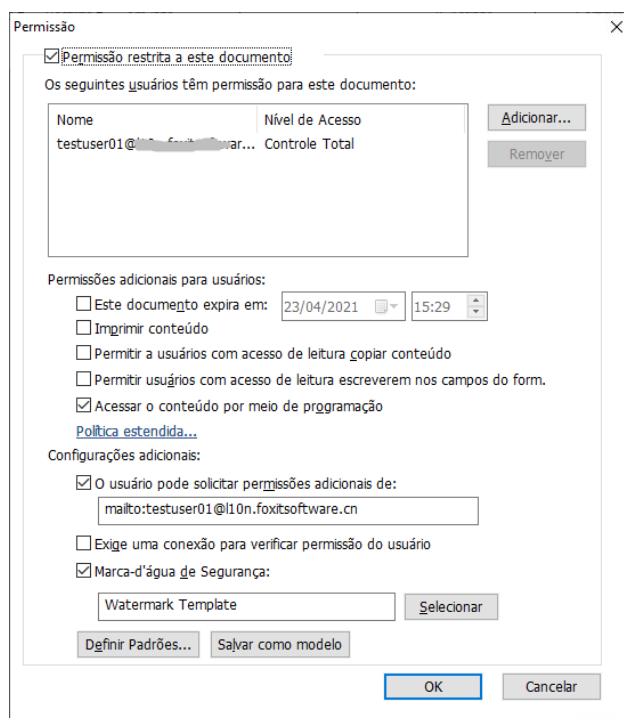 Permissão
Permissão restrita a este documento
Os seguintes usuários têm permissão para este documento:
Nome Nível de Acesso
Adicionar...
testuser01@ ... Controle Total
Remover
Permissões adicionais para usuários:
Este documento expira em: 23/04/2021 15:29
Imprimir conteúdo
Permitir a usuários com acesso de leitura copiar conteúdo
Permitir usuários com acesso de leitura escreverem nos campos do form.
Acessar o conteúdo por meio de programação
Política estendida...
Configurações adicionais:
O usuário pode solicitar permissões adicionais de:
mailto:testuser01@l10n.foxitsoftware.cn
Exige uma conexão para verificar permissão do usuário
Marca-d'água de Segurança:
Watermark Template Selecionar
Definir Padrões... Salvar como modelo
OK Cancelar